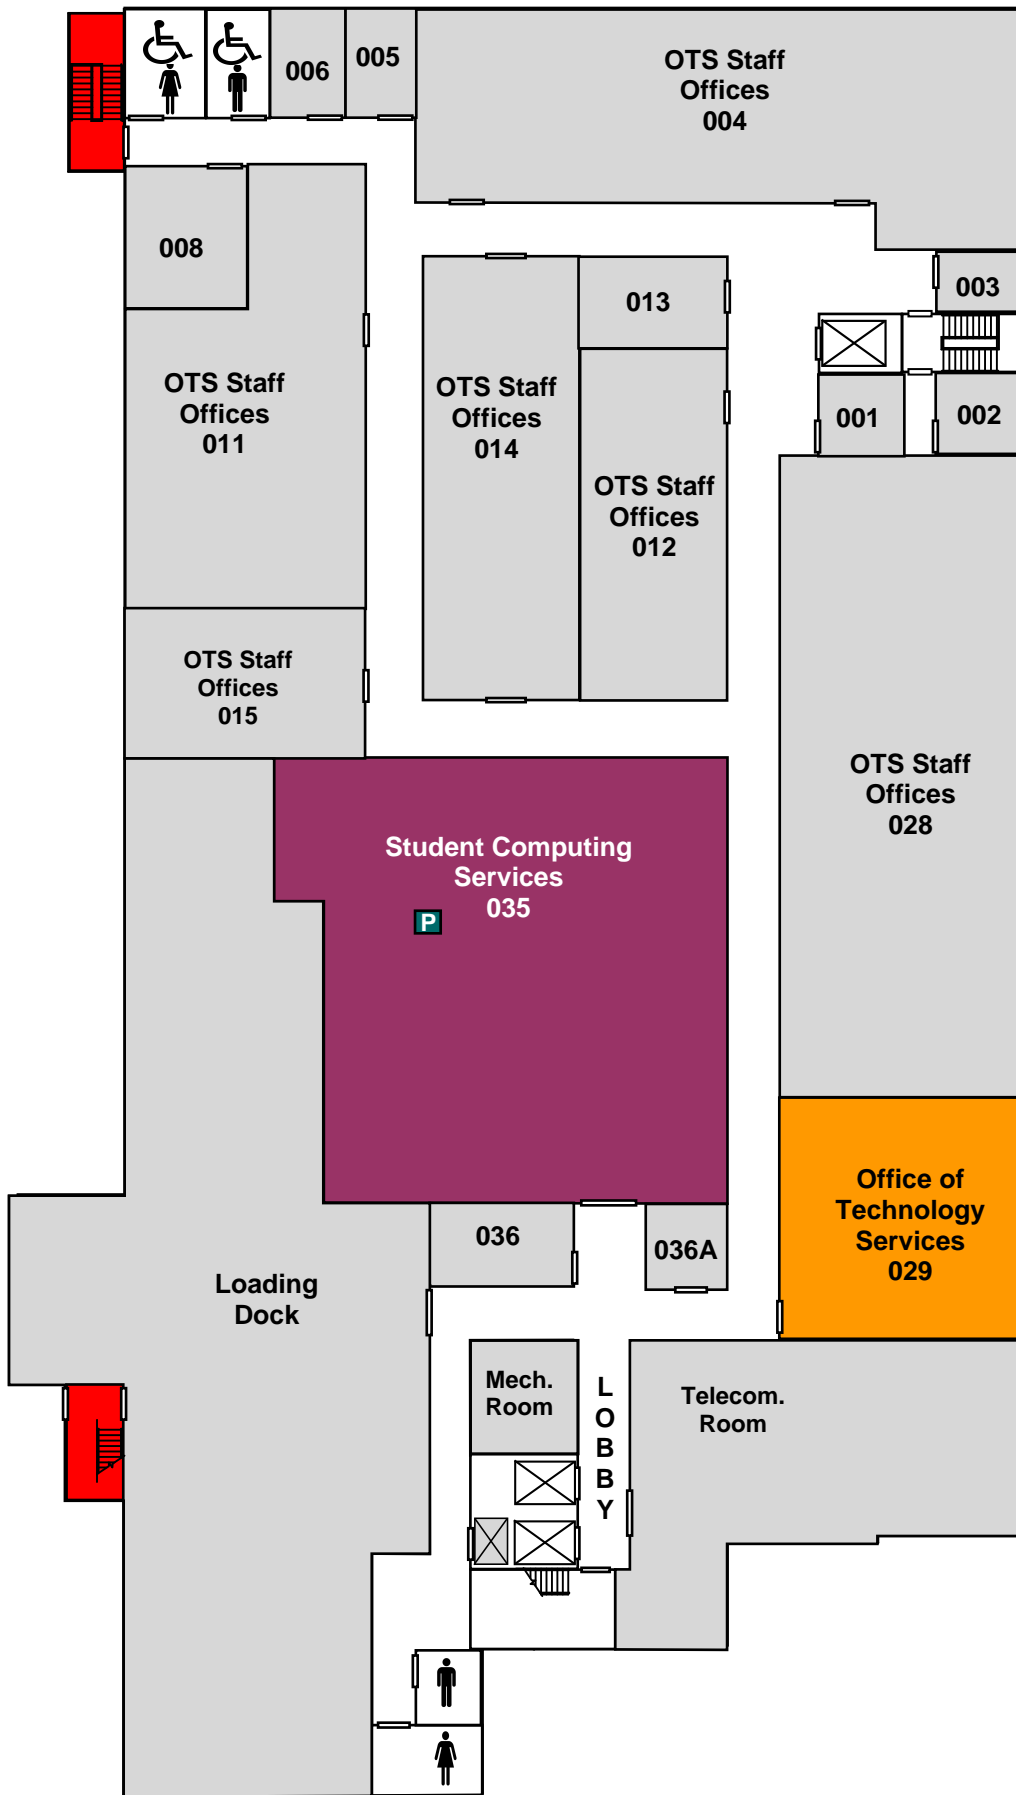 006
005
OTS Staff
Offices
004
008
013
003
OTS Staff
Offices
011
OTS Staff
Offices
014
001
002
OTS Staff
Offices
012
OTS Staff
Offices
015
OTS Staff
Offices
028
Student Computing
Services
035
P
Office of
Technology
Services
029
036
036A
Loading
Dock
Mech.
Room
L
O
B
B
Y
Telecom.
Room